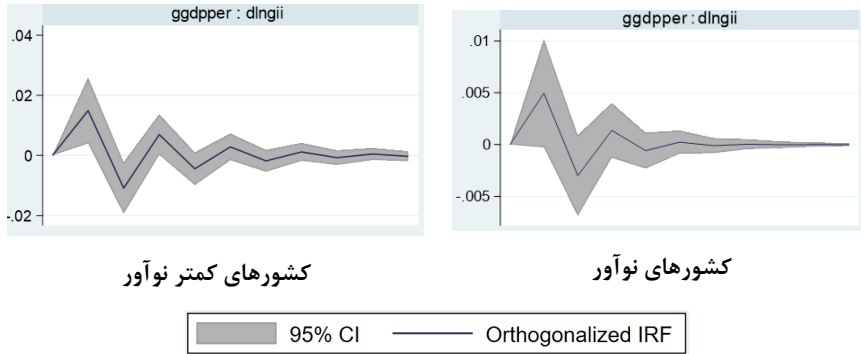 ggdpper : dlngii
.04
.02
0
-.02
کشورهای کمتر نوآور
ggdpper : dlngii
.01
.005
0
-.005
کشورهای نوآور
95% CI
Orthogonalized IRF